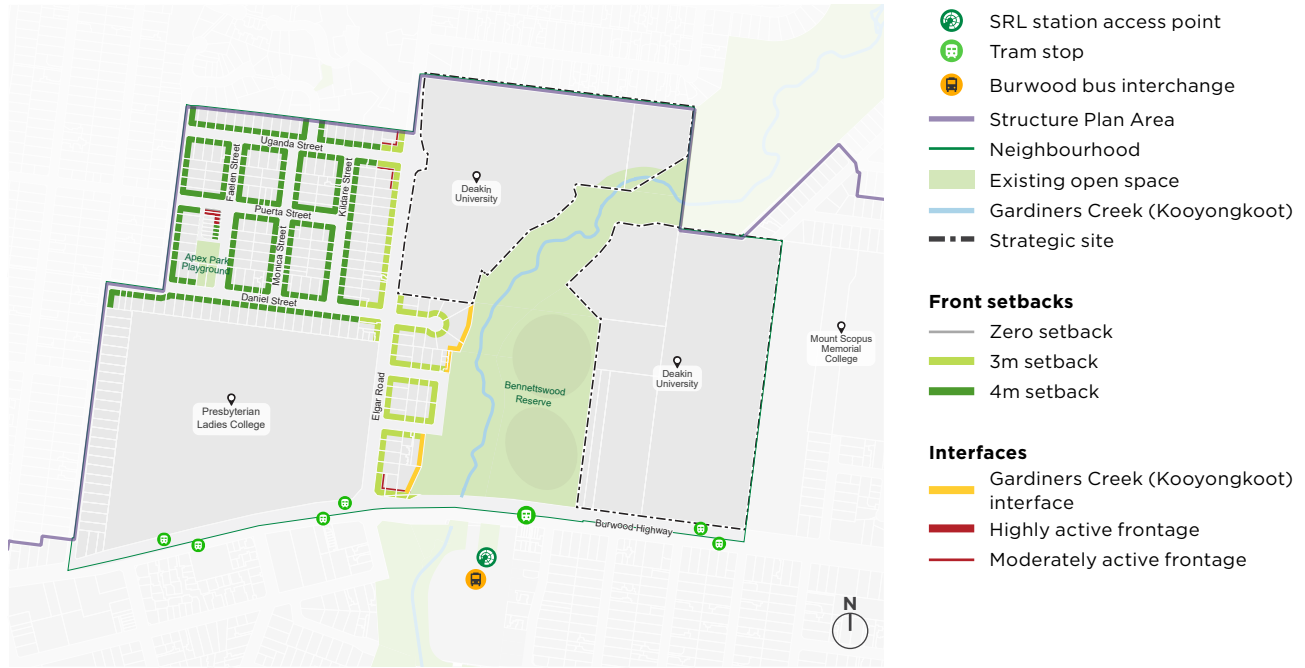 Uganda Street
Faelen Street
Kildare Street
Puerta Street
Monica Street
Apex Park
Playground
Daniel Street
Deakin
University
Elgar Road
Presbyterian
Ladies College
Bennettswood
Reserve
Deakin
University
Mount Scopus
Memorial
College
Burwood Highway
N
SRL station access point
Tram stop
Burwood bus interchange
Structure Plan Area
Neighbourhood
Existing open space
Gardiners Creek (Kooyongkoot)
Strategic site
Front setbacks
Zero setback
3m setback
4m setback
Interfaces
Gardiners Creek (Kooyongkoot)
interface
Highly active frontage
Moderately active frontage